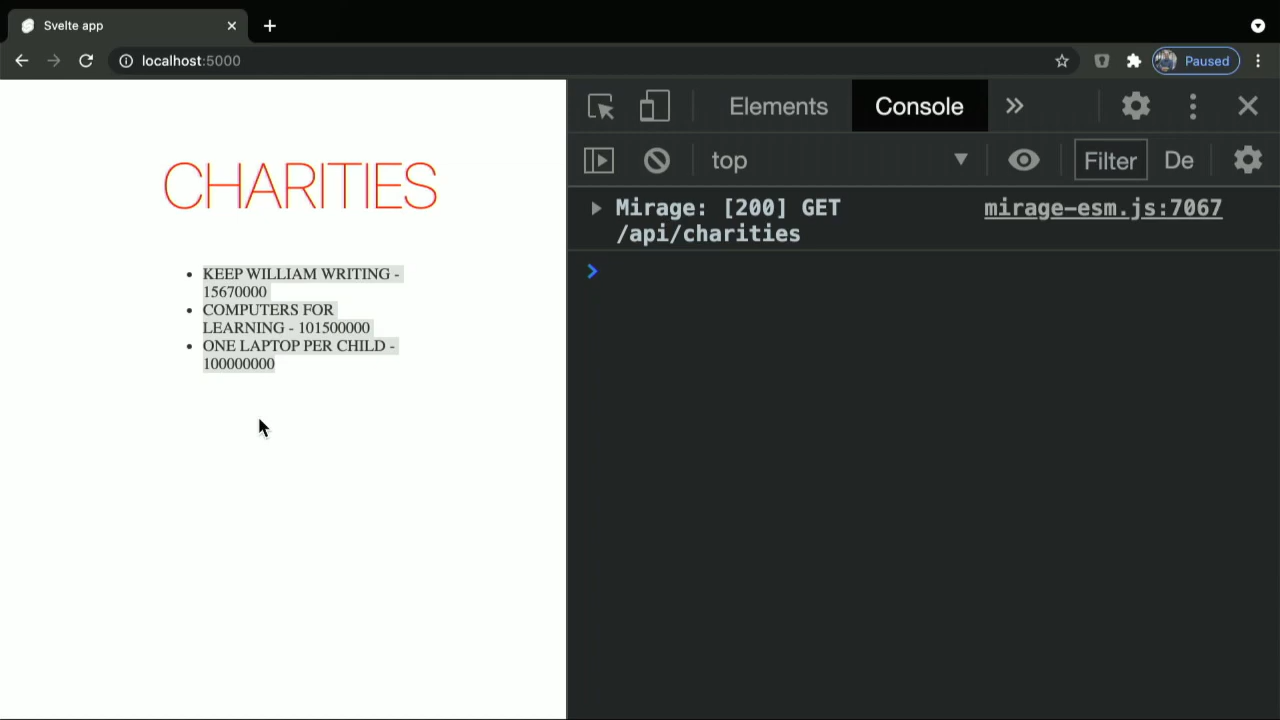 Svelte app
localhost:5000
Paused
CHARITIES
KEEP WILLIAM WRITING -
15670000
COMPUTERS FOR
LEARNING - 101500000
ONE LAPTOP PER CHILD -
100000000
Elements
Console
top
Filter
De
Mirage: [200] GET
/api/charities
mirage-esm.js:7067